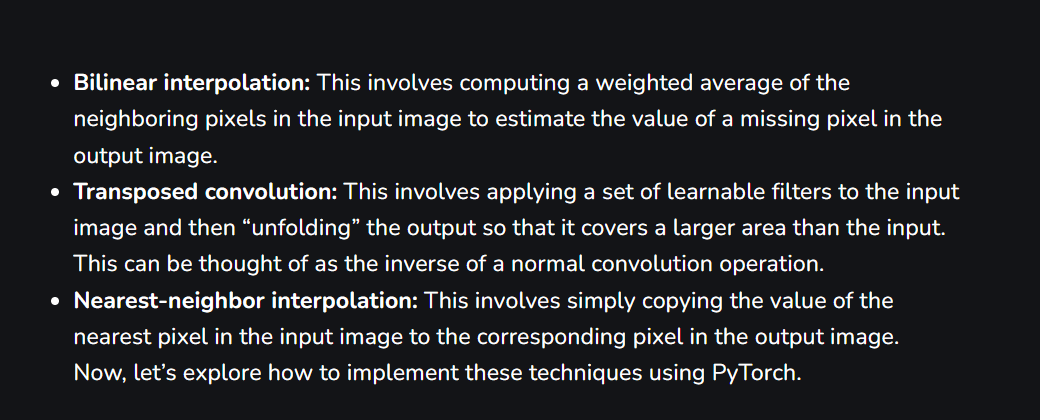 • Bilinear interpolation: This involves computing a weighted average of the
neighboring pixels in the input image to estimate the value of a missing pixel in the
output image.
• Transposed convolution: This involves applying a set of learnable filters to the input
image and then “unfolding” the output so that it covers a larger area than the input.
This can be thought of as the inverse of a normal convolution operation.
• Nearest-neighbor interpolation: This involves simply copying the value of the
nearest pixel in the input image to the corresponding pixel in the output image.
Now, let’s explore how to implement these techniques using PyTorch.